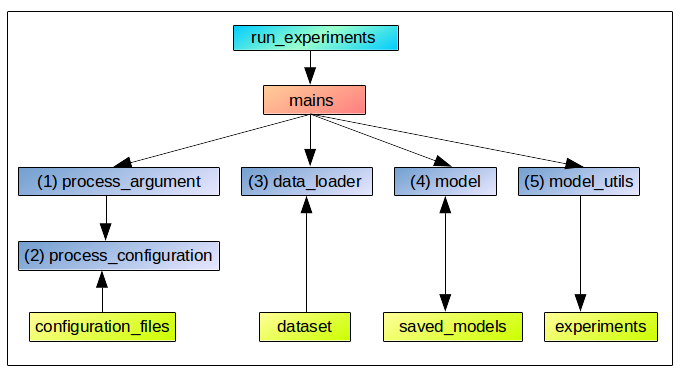 run_experiments
mains
(1) process_argument
(3) data_loader
(4) model
(5) model_utils
(2) process_configuration
configuration_files
dataset
saved_models
experiments